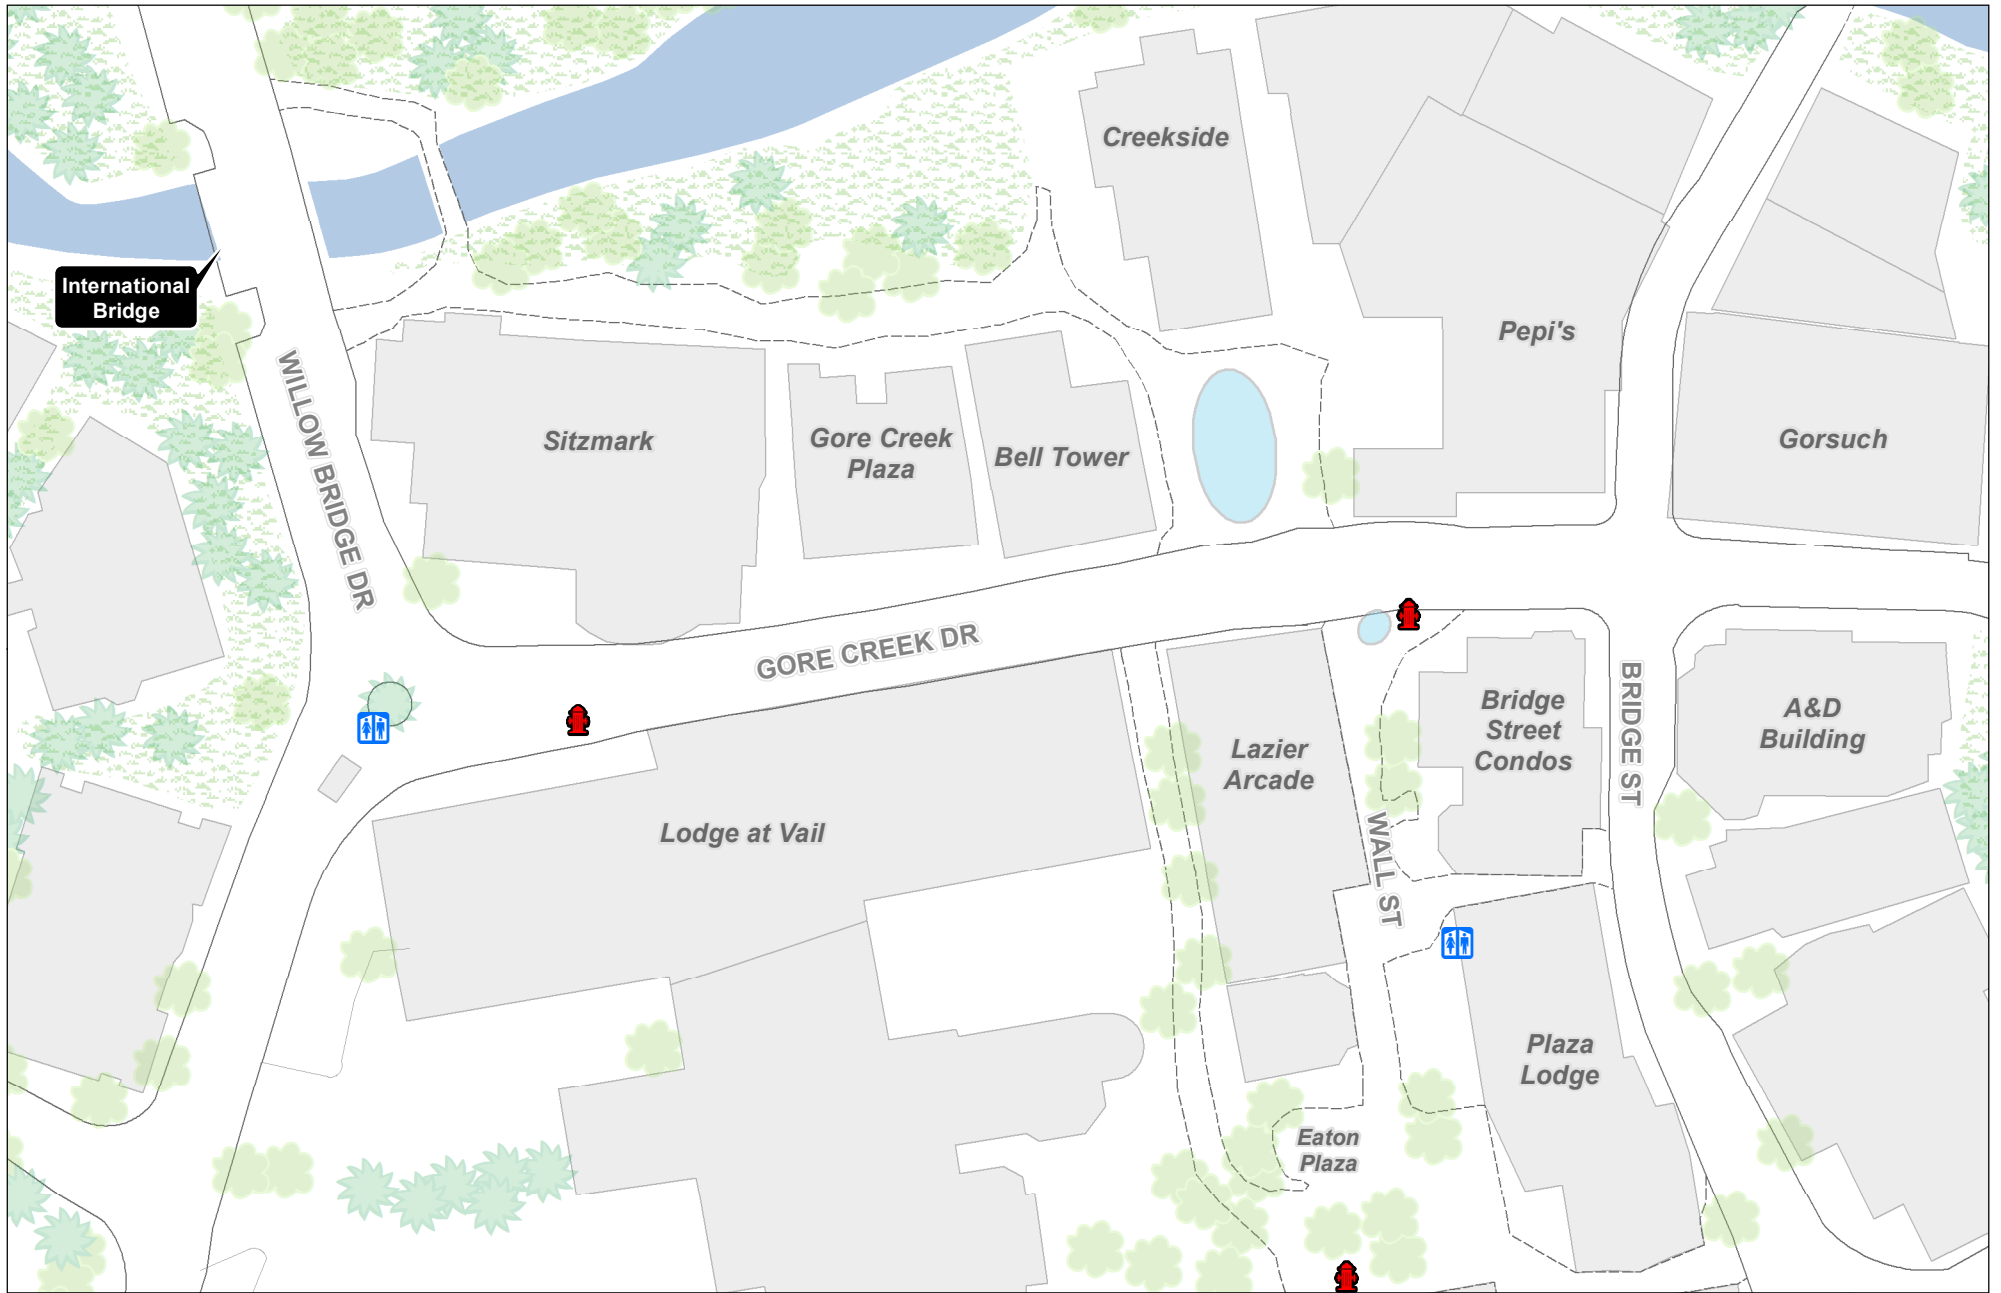 Creekside
International
Bridge
Pepi's
WILLOW BRIDGE DR
Sitzmark
Gore Creek
Plaza
Bell Tower
Gorsuch
GORE CREEK DR
Bridge
Street
Condos
BRIDGE ST
A&D
Building
Lazier
Arcade
Lodge at Vail
WALL ST
Plaza
Lodge
Eaton
Plaza